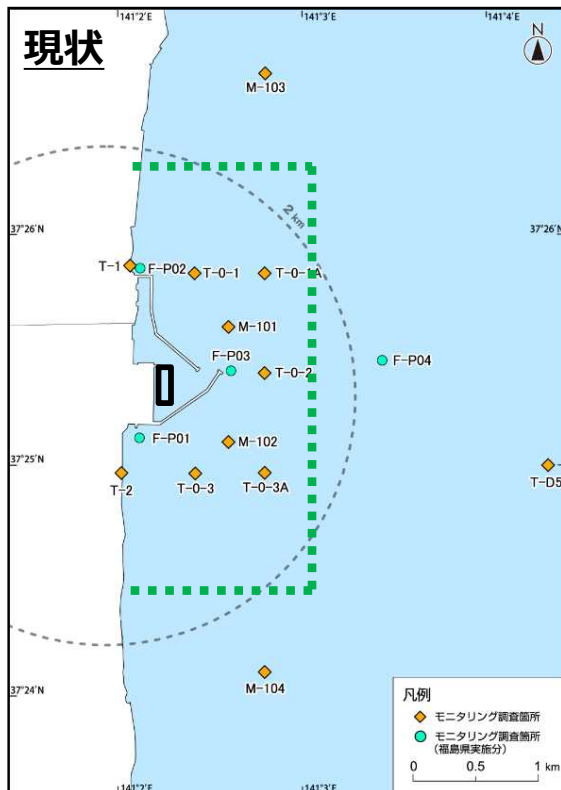 141°2'E
141°3'E
141°4'E
現状
N
M-103
2 km
37°26'N
37°26'N
T-1
F-P02
T-0-1
T-0-1A
M-101
F-P03
T-0-2
F-P04
F-P01
M-102
37°25'N
T-2
T-0-3
T-0-3A
T-D5
M-104
37°24'N
凡例
モニタリング調査箇所
モニタリング調査箇所
(福島県実施分)
0 0.5 1 km
141°2'E
141°3'E